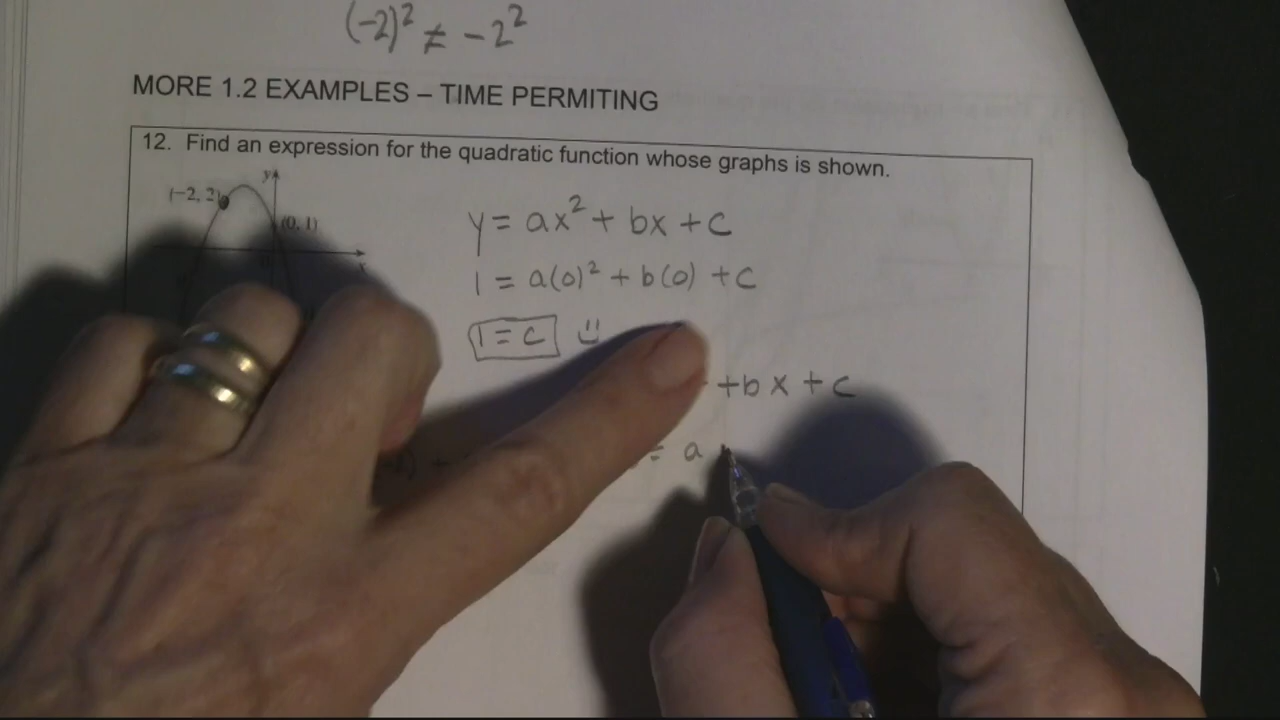 (-2)² ≠ -2²
MORE 1.2 EXAMPLES – TIME PERMITING
12. Find an expression for the quadratic function whose graphs is shown.
y
(−2, 2)
(0, 1)
x
y = ax² + bx + c
1 = a(0)² + b(0) + c
1 = c
+bx + c
= a